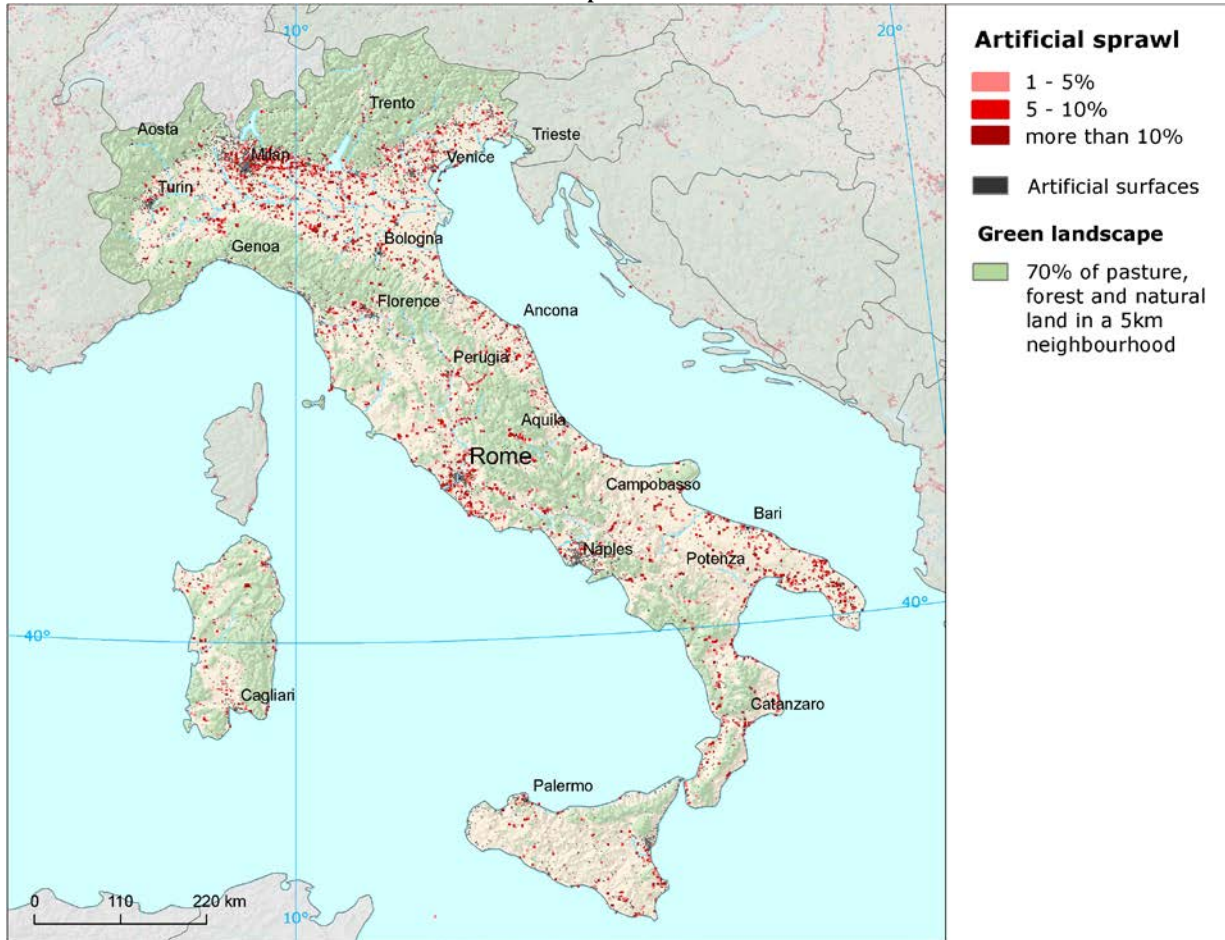 10°
20°
Trento
Aosta
Trieste
Milan
Venice
Turin
Bologna
Genoa
Florence
Ancona
Perugia
Aquila
Rome
Campobasso
Bari
Naples
Potenza
40°
40°
Cagliari
Catanzaro
Palermo
0 110 220 km
10°
Artificial sprawl
1 - 5%
5 - 10%
more than 10%
Artificial surfaces
Green landscape
70% of pasture,
forest and natural
land in a 5km
neighbourhood